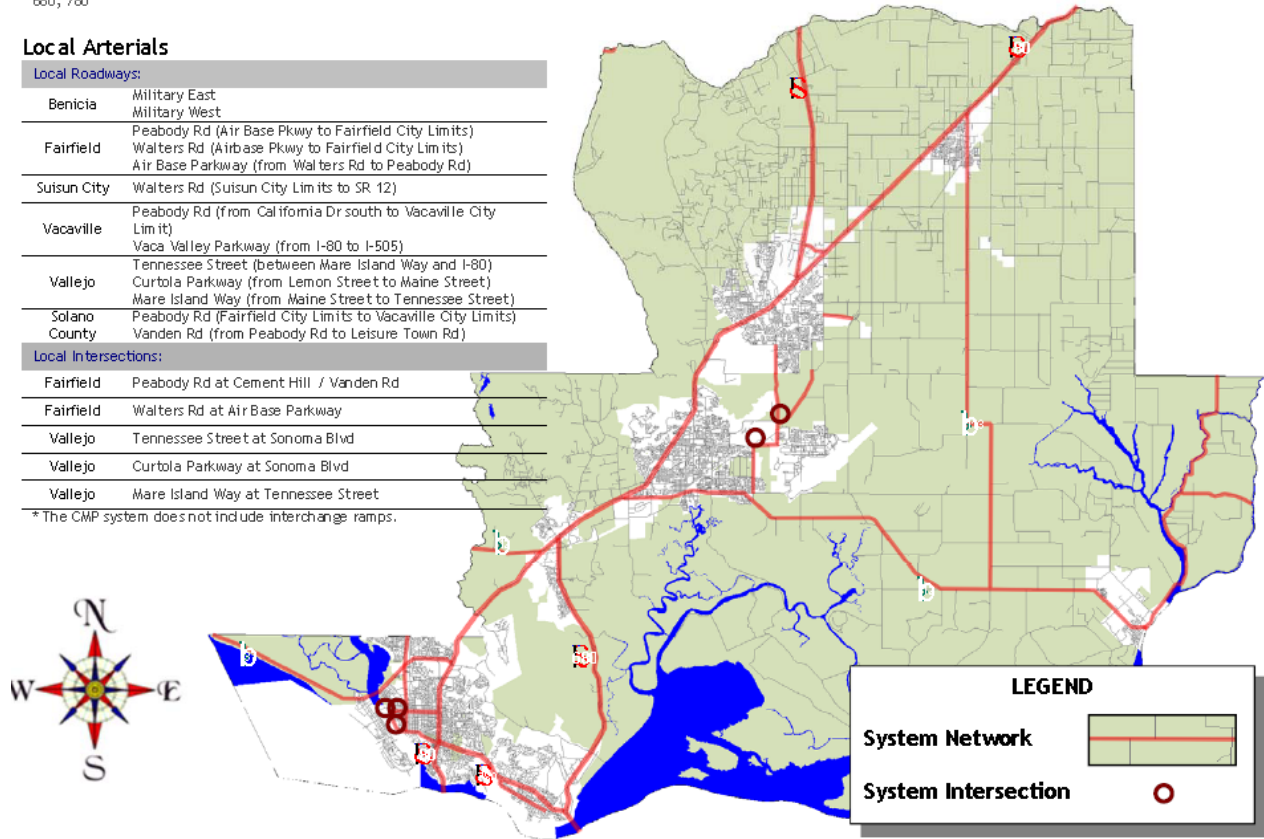 Local Arterials
Local Roadways:
Benicia
Military East
Military West
Fairfield
Peabody Rd (Air Base Pkwy to Fairfield City Limits)
Walters Rd (Airbase Pkwy to Fairfield City Limits)
Air Base Parkway (from Walters Rd to Peabody Rd)
Suisun City
Walters Rd (Suisun City Limits to SR 12)
Vacaville
Peabody Rd (from California Dr south to Vacaville City
Limit)
Vaca Valley Parkway (from I-80 to I-505)
Vallejo
Tennessee Street (between Mare Island Way and I-80)
Curtola Parkway (from Lemon Street to Maine Street)
Mare Island Way (from Maine Street to Tennessee Street)
Solano
County
Peabody Rd (Fairfield City Limits to Vacaville City Limits)
Vanden Rd (from Peabody Rd to Leisure Town Rd)
Local Intersections:
Fairfield Peabody Rd at Cement Hill / Vanden Rd
Fairfield Walters Rd at Air Base Parkway
Vallejo Tennessee Street at Sonoma Blvd
Vallejo Curtola Parkway at Sonoma Blvd
Vallejo Mare Island Way at Tennessee Street
* The CMP system does not include interchange ramps.
N
W E
S
LEGEND
System Network
System Intersection